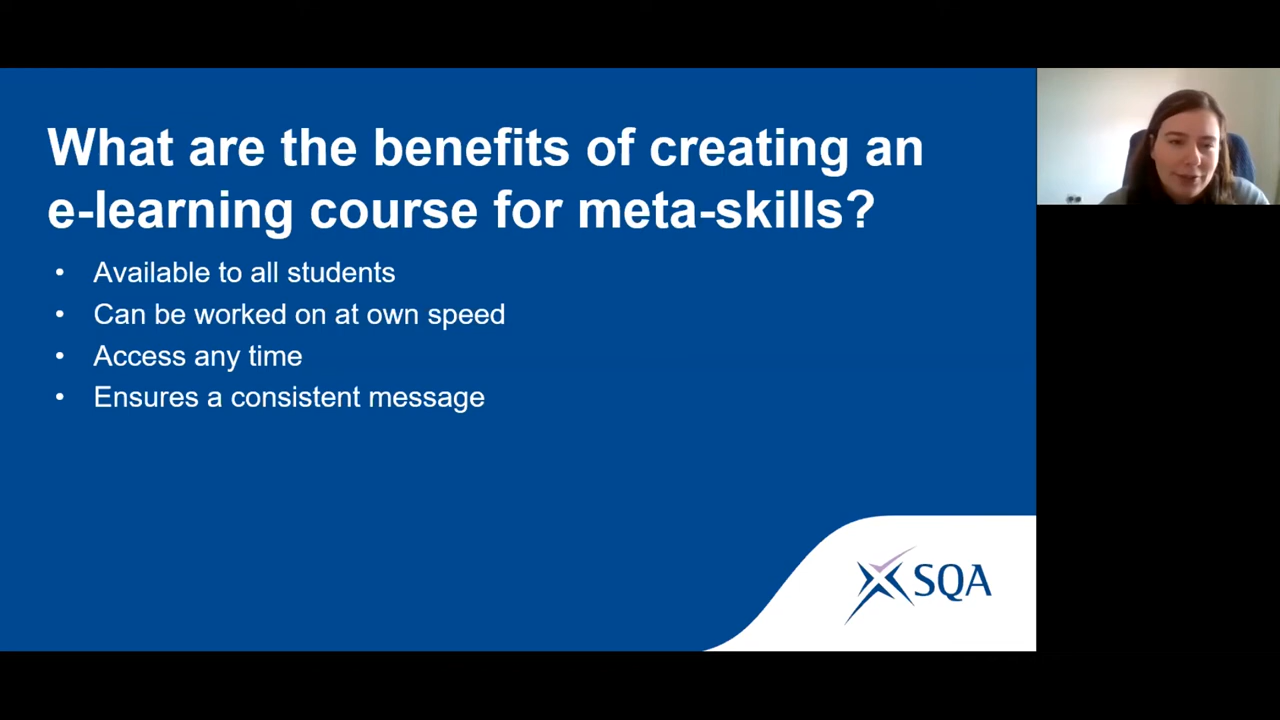 What are the benefits of creating an
e-learning course for meta-skills?
• Available to all students
• Can be worked on at own speed
• Access any time
• Ensures a consistent message
SQA